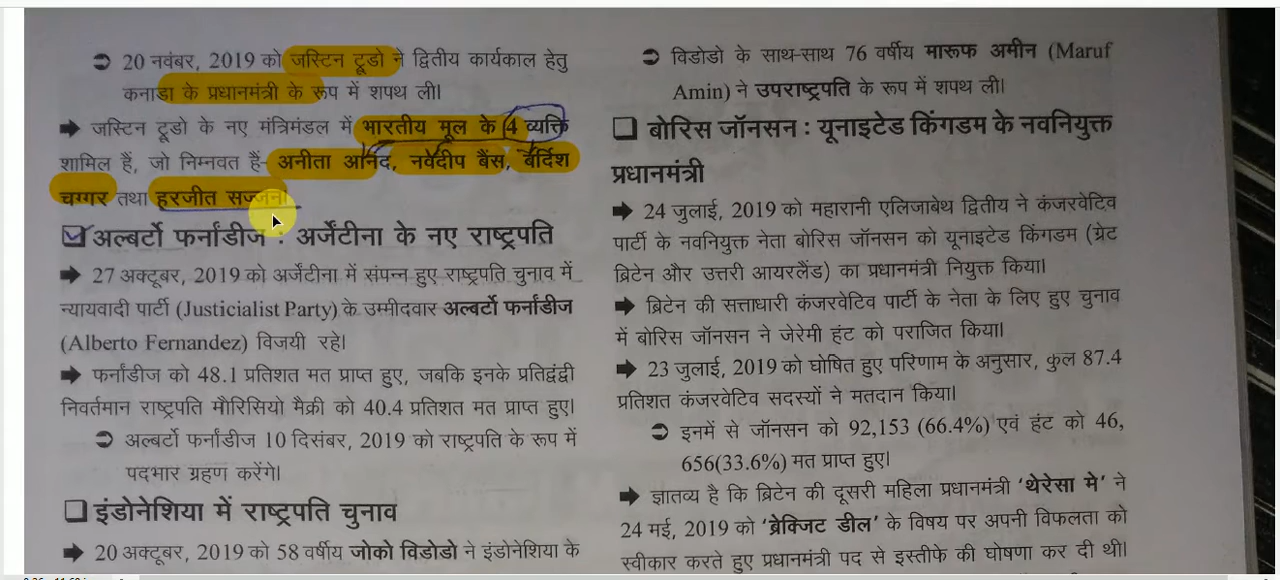 ➲ 20 नवंबर, 2019 को जस्टिन ट्रूडो ने द्वितीय कार्यकाल हेतु
कनाडा के प्रधानमंत्री के रूप में शपथ ली।
➡ जस्टिन ट्रूडो के नए मंत्रिमंडल में भारतीय मूल के 4 व्यक्ति
शामिल हैं, जो निम्नवत हैं- अनीता आनंद, नवदीप बैंस, बर्दिश
चग्गर तथा हरजीत सज्जन।
अल्बर्टो फर्नांडीज : अर्जेंटीना के नए राष्ट्रपति
➡ 27 अक्टूबर, 2019 को अर्जेंटीना में संपन्न हुए राष्ट्रपति चुनाव में
न्यायवादी पार्टी (Justicialist Party) के उम्मीदवार अल्बर्टो फर्नांडीज
(Alberto Fernandez) विजयी रहे।
➡ फर्नांडीज को 48.1 प्रतिशत मत प्राप्त हुए, जबकि इनके प्रतिद्वंद्वी
निवर्तमान राष्ट्रपति मौरिसियो मैक्री को 40.4 प्रतिशत मत प्राप्त हुए।
➲ अल्बर्टो फर्नांडीज 10 दिसंबर, 2019 को राष्ट्रपति के रूप में
पदभार ग्रहण करेंगे।
❑ इंडोनेशिया में राष्ट्रपति चुनाव
➡ 20 अक्टूबर, 2019 को 58 वर्षीय जोको विडोडो ने इंडोनेशिया के
➲ विडोडो के साथ-साथ 76 वर्षीय मारूफ अमीन (Maruf
Amin) ने उपराष्ट्रपति के रूप में शपथ ली।
❑ बोरिस जॉनसन : यूनाइटेड किंगडम के नवनियुक्त
प्रधानमंत्री
➡ 24 जुलाई, 2019 को महारानी एलिजाबेथ द्वितीय ने कंजरवेटिव
पार्टी के नवनियुक्त नेता बोरिस जॉनसन को यूनाइटेड किंगडम (ग्रेट
ब्रिटेन और उत्तरी आयरलैंड) का प्रधानमंत्री नियुक्त किया।
➡ ब्रिटेन की सत्ताधारी कंजरवेटिव पार्टी के नेता के लिए हुए चुनाव
में बोरिस जॉनसन ने जेरेमी हंट को पराजित किया।
➡ 23 जुलाई, 2019 को घोषित हुए परिणाम के अनुसार, कुल 87.4
प्रतिशत कंजरवेटिव सदस्यों ने मतदान किया।
➲ इनमें से जॉनसन को 92,153 (66.4%) एवं हंट को 46,
656(33.6%) मत प्राप्त हुए।
➡ ज्ञातव्य है कि ब्रिटेन की दूसरी महिला प्रधानमंत्री 'थेरेसा मे' ने
24 मई, 2019 को 'ब्रेक्जिट डील' के विषय पर अपनी विफलता को
स्वीकार करते हुए प्रधानमंत्री पद से इस्तीफे की घोषणा कर दी थी।